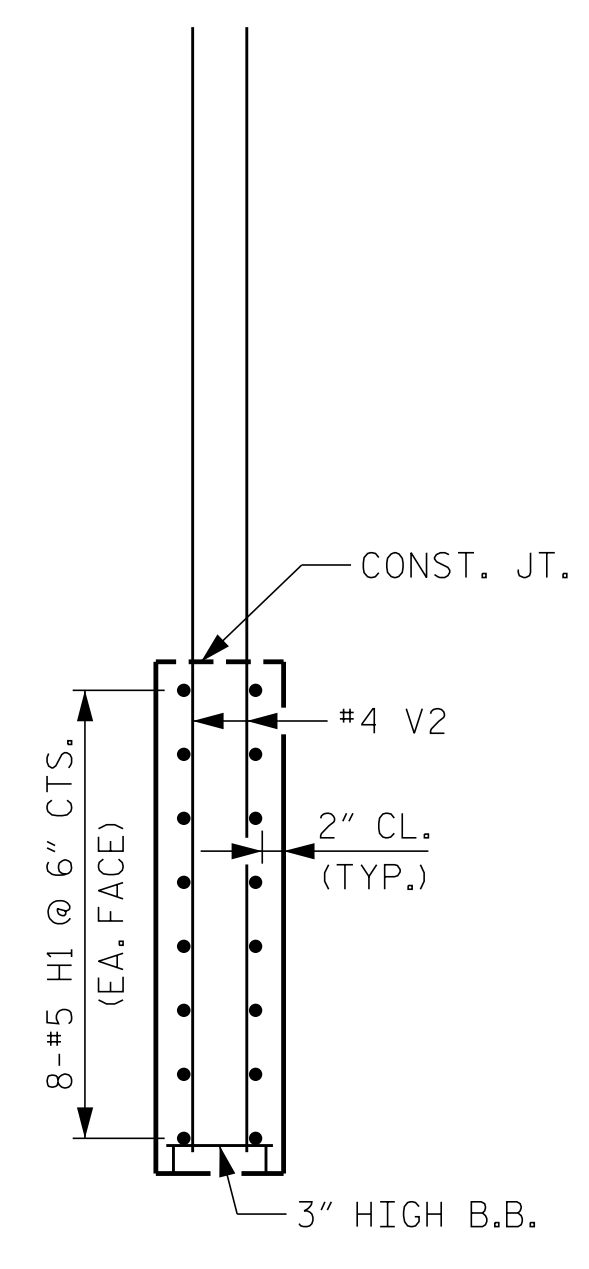 CONST. JT.
#4 V2
2" CL.
(TYP.)
8-#5 H1 @ 6" CTS.
(EA. FACE)
3" HIGH B.B.